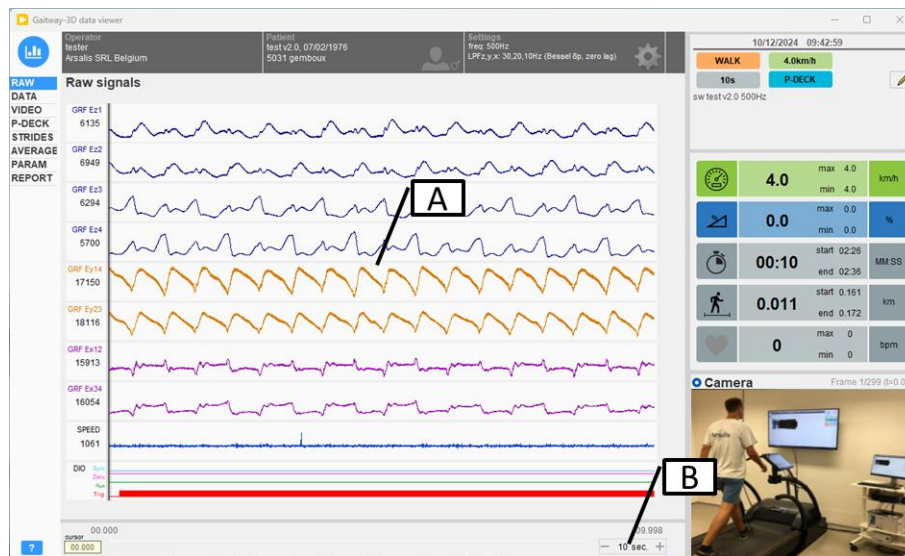 Gaitway-3D data viewer
Operator
tester
Arsalis SRL Belgium
Patient
test v2.0, 07/02/1976
5031 gemboux
Settings
freq: 500Hz
LPFz,y,x: 30,20,10Hz (Bessel 8p, zero lag)
RAW
DATA
VIDEO
P-DECK
STRIDES
AVERAGE
PARAM
REPORT
?
Raw signals
GRF Ez1
6135
GRF Ez2
6949
GRF Ez3
6294
GRF Ez4
5700
GRF Ey14
17150
GRF Ey23
18116
GRF Ex12
15913
GRF Ex34
16054
SPEED
1061
DIO Sync
Zero
Aux
Trig
A
B
00.000
09.998
cursor
00.000
− 10 sec. +
10/12/2024 09:42:59
WALK 4.0km/h
10s P-DECK
sw test v2.0 500Hz
4.0 max 4.0 min 4.0 km/h
0.0 max 0.0 min 0.0 %
00:10 start 02:26 end 02:36 MM:SS
0.011 start 0.161 end 0.172 km
0 max 0 min 0 bpm
Camera
Frame 1/299 (t=0.0